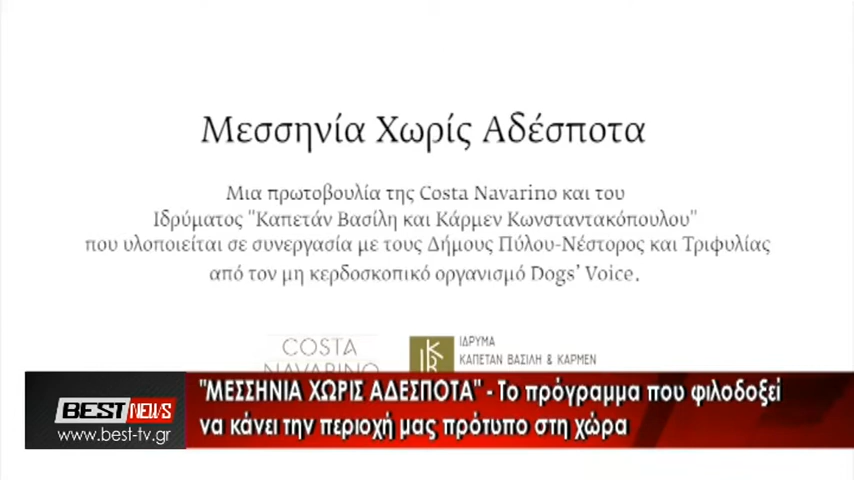 Μεσσηνία Χωρίς Αδέσποτα
Μια πρωτοβουλία της Costa Navarino και του
Ιδρύματος "Καπετάν Βασίλη και Κάρμεν Κωνσταντακόπουλου"
που υλοποιείται σε συνεργασία με τους Δήμους Πύλου-Νέστορος και Τριφυλίας
από τον μη κερδοσκοπικό οργανισμό Dogs’ Voice.
COSTA
NAVARINO
ΙΔΡΥΜΑ
ΚΑΠΕΤΑΝ ΒΑΣΙΛΗ & ΚΑΡΜΕΝ
BEST NEWS
www.best-tv.gr
"ΜΕΣΣΗΝΙΑ ΧΩΡΙΣ ΑΔΕΣΠΟΤΑ" - Το πρόγραμμα που φιλοδοξεί
να κάνει την περιοχή μας πρότυπο στη χώρα